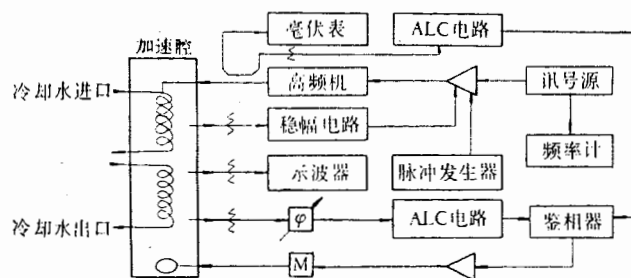 毫伏表
ALC电路
加速腔
冷却水进口
高频机
讯号源
稳幅电路
频率计
示波器
脉冲发生器
冷却水出口
φ
ALC电路
鉴相器
M